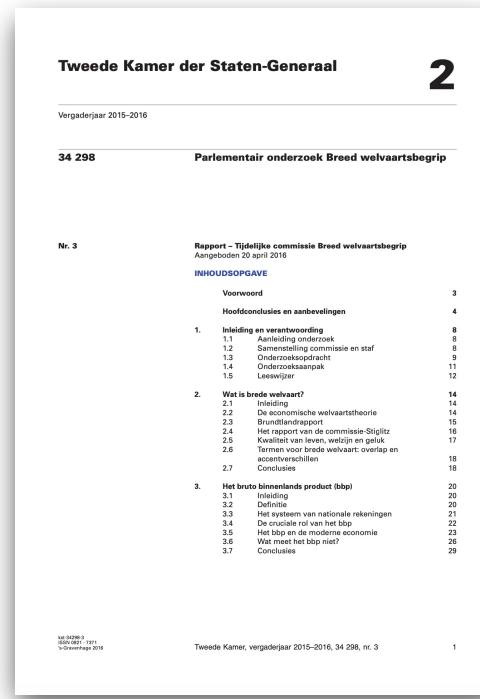 Tweede Kamer der Staten-Generaal
2
Vergaderjaar 2015–2016
34 298 Parlementair onderzoek Breed welvaartsbegrip
Nr. 3 Rapport – Tijdelijke commissie Breed welvaartsbegrip
Aangeboden 20 april 2016
INHOUDSOPGAVE
Voorwoord 3
Hoofdconclusies en aanbevelingen 4
1. Inleiding en verantwoording 8
1.1 Aanleiding onderzoek 8
1.2 Samenstelling commissie en staf 8
1.3 Onderzoeksopdracht 9
1.4 Onderzoeksaanpak 11
1.5 Leeswijzer 12
2. Wat is brede welvaart? 14
2.1 Inleiding 14
2.2 De economische welvaartstheorie 14
2.3 Brundtlandrapport 15
2.4 Het rapport van de commissie-Stiglitz 16
2.5 Kwaliteit van leven, welzijn en geluk 17
2.6 Termen voor brede welvaart: overlap en
accentverschillen 18
2.7 Conclusies 18
3. Het bruto binnenlands product (bbp) 20
3.1 Inleiding 20
3.2 Definitie 20
3.3 Het systeem van nationale rekeningen 21
3.4 De cruciale rol van het bbp 22
3.5 Het bbp en de moderne economie 23
3.6 Wat meet het bbp niet? 26
3.7 Conclusies 29
kst-34298-3
ISSN 0921 - 7371
's-Gravenhage 2016
Tweede Kamer, vergaderjaar 2015–2016, 34 298, nr. 3 1